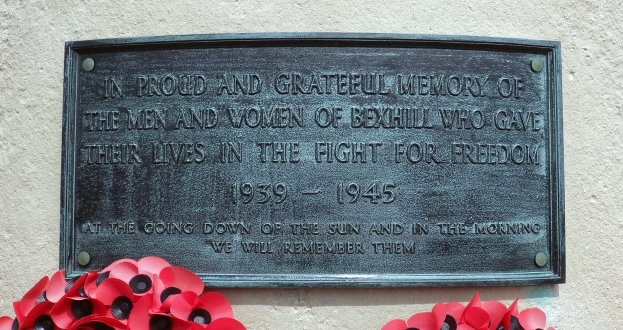 IN PROUD AND GRATEFUL MEMORY OF
THE MEN AND WOMEN OF BEXHILL WHO GAVE
THEIR LIVES IN THE FIGHT FOR FREEDOM
1939 – 1945
AT THE GOING DOWN OF THE SUN AND IN THE MORNING
WE WILL REMEMBER THEM